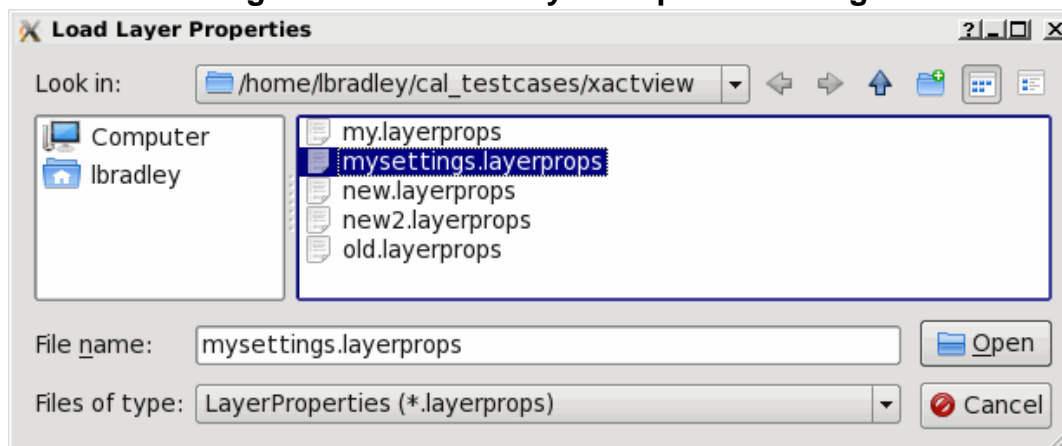 Load Layer Properties
Look in: /home/lbradley/cal_testcases/xactview
Computer
lbradley
my.layerprops
mysettings.layerprops
new.layerprops
new2.layerprops
old.layerprops
File name: mysettings.layerprops Open
Files of type: LayerProperties (*.layerprops) Cancel